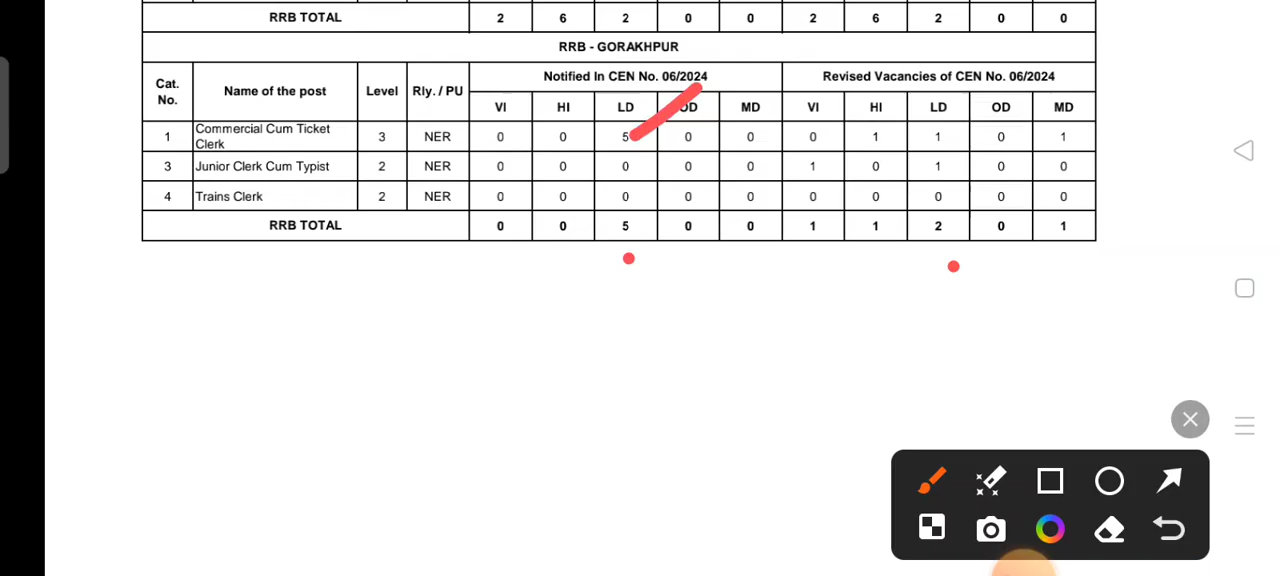 RRB TOTAL 2 6 2 0 0 2 6 2 0 0
RRB - GORAKHPUR
Cat. No. Name of the post Level Rly. / PU Notified In CEN No. 06/2024 Revised Vacancies of CEN No. 06/2024
VI HI LD OD MD VI HI LD OD MD
1 Commercial Cum Ticket Clerk 3 NER 0 0 5 0 0 0 1 1 0 1
3 Junior Clerk Cum Typist 2 NER 0 0 0 0 0 1 0 1 0 0
4 Trains Clerk 2 NER 0 0 0 0 0 0 0 0 0 0
RRB TOTAL 0 0 5 0 0 1 1 2 0 1